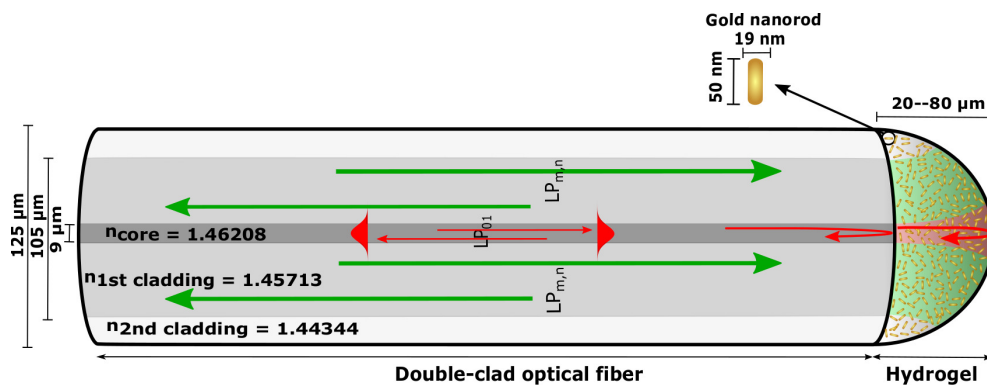 Gold nanorod
19 nm
50 nm
20--80 µm
125 µm
105 µm
9 µm
LPm,n
ncore = 1.46208
LP01
n1st cladding = 1.45713
LPm,n
n2nd cladding = 1.44344
Double-clad optical fiber
Hydrogel